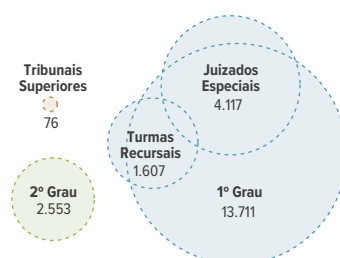 Tribunais
Superiores
76
Juizados
Especiais
4.117
Turmas
Recursais
1.607
2º Grau
2.553
1º Grau
13.711